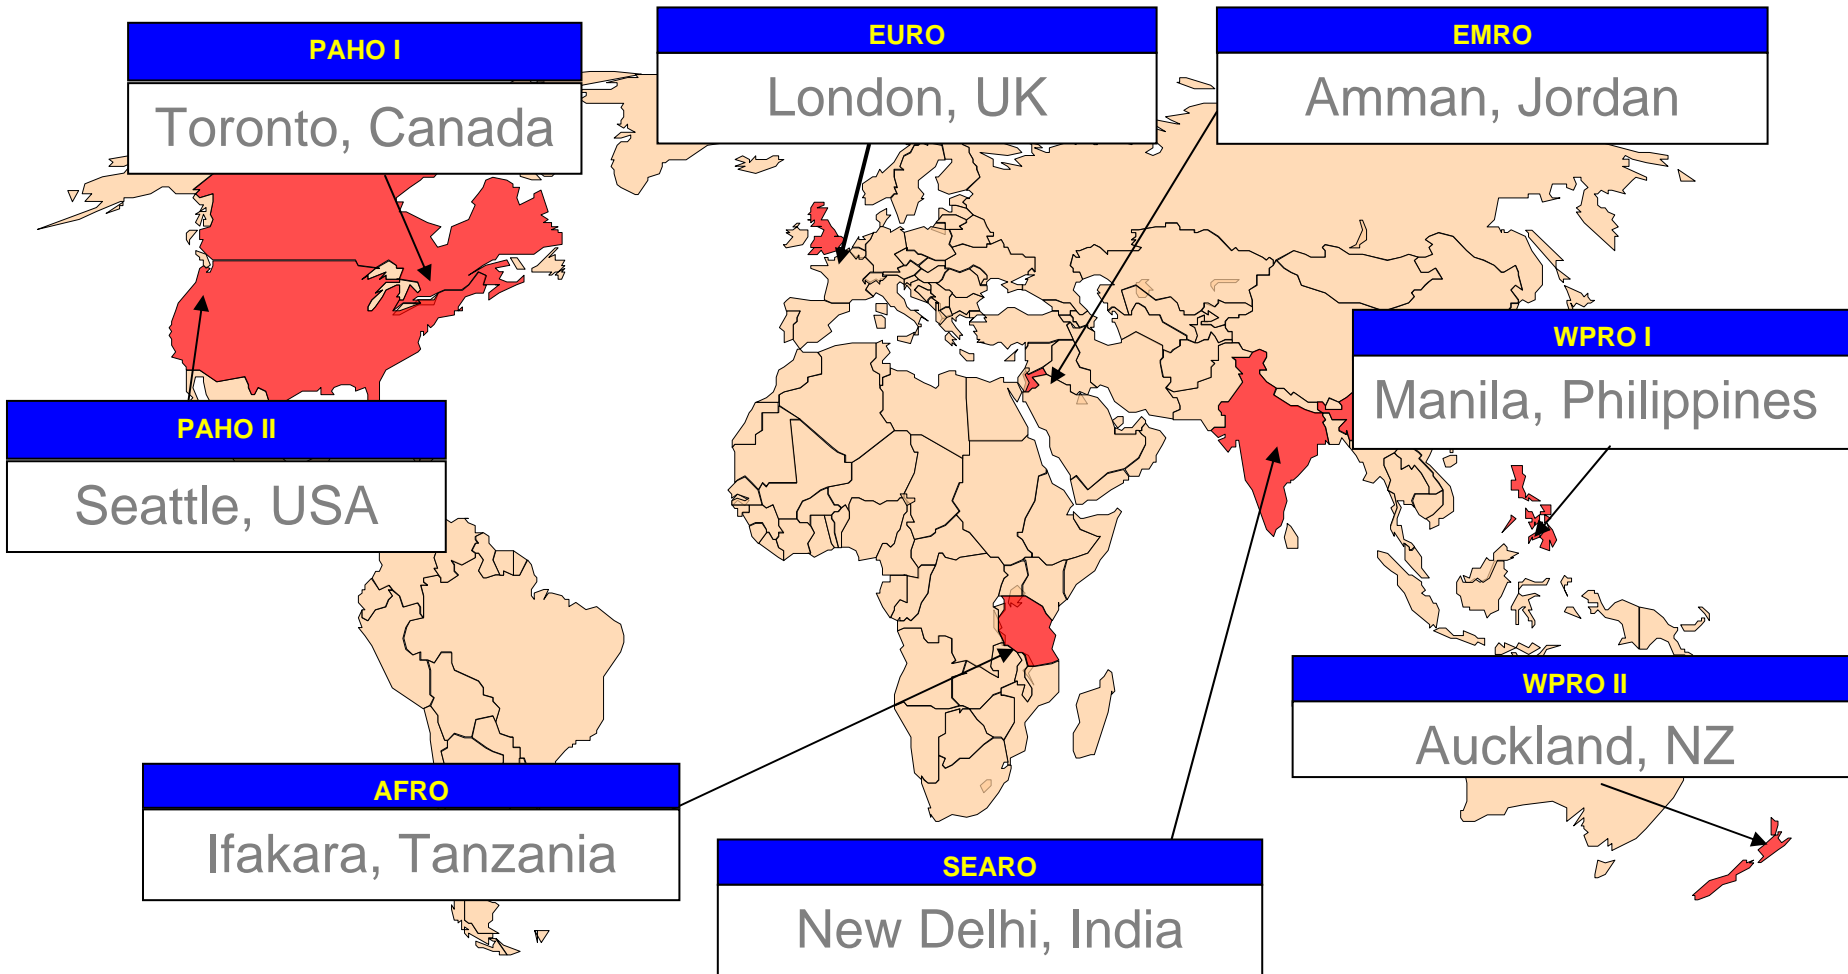 PAHO I
Toronto, Canada
EURO
London, UK
EMRO
Amman, Jordan
WPRO I
Manila, Philippines
PAHO II
Seattle, USA
WPRO II
Auckland, NZ
AFRO
Ifakara, Tanzania
SEARO
New Delhi, India